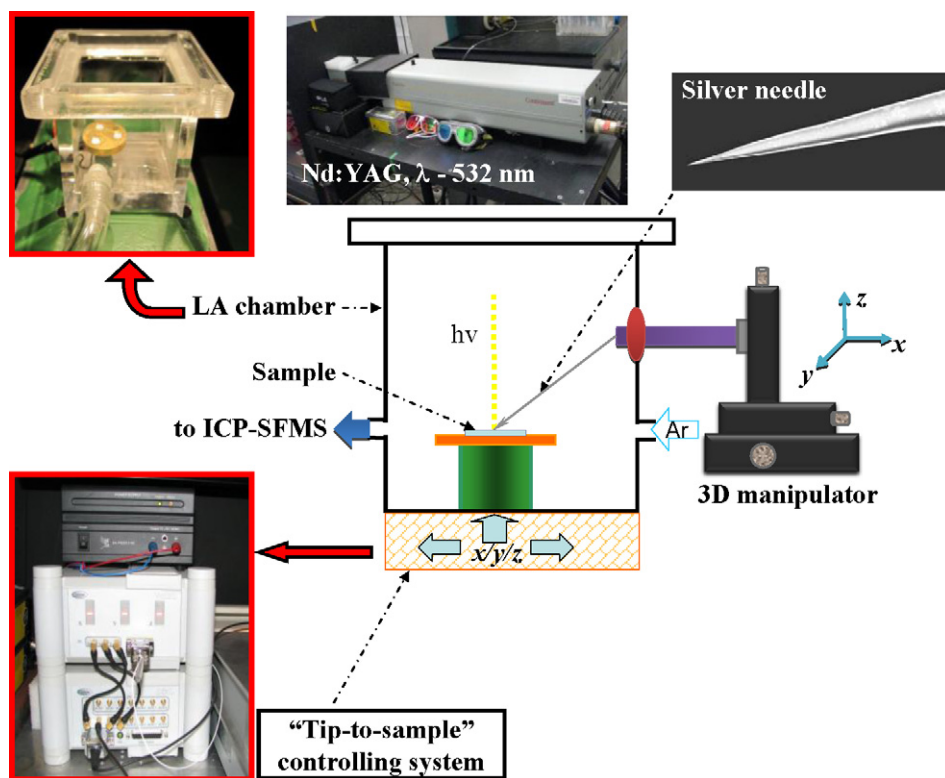 Silver needle
Nd:YAG, λ - 532 nm
LA chamber
hν
z
x
y
Sample
to ICP-SFMS
Ar
3D manipulator
x/y/z
“Tip-to-sample”
controlling system